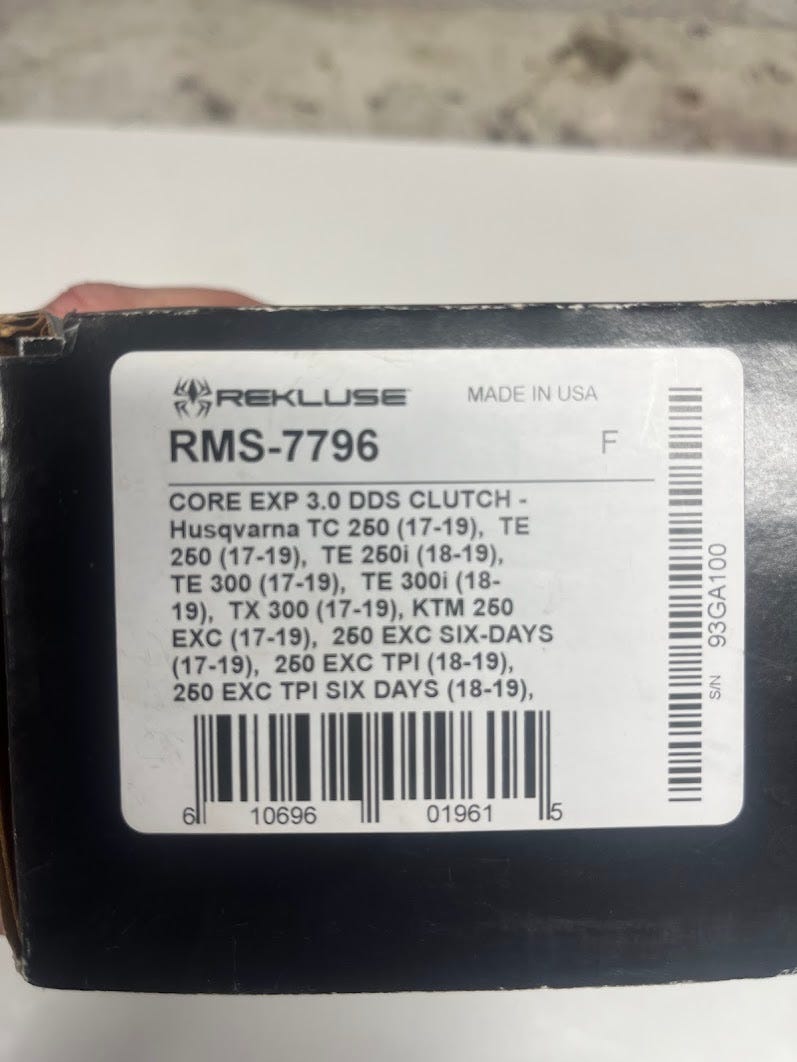 REKLUSE
MADE IN USA
RMS-7796
F
CORE EXP 3.0 DDS CLUTCH -
Husqvarna TC 250 (17-19), TE
250 (17-19), TE 250i (18-19),
TE 300 (17-19), TE 300i (18-
19), TX 300 (17-19), KTM 250
EXC (17-19), 250 EXC SIX-DAYS
(17-19), 250 EXC TPI (18-19),
250 EXC TPI SIX DAYS (18-19),
6 10696 01961 5
S/N 93GA100